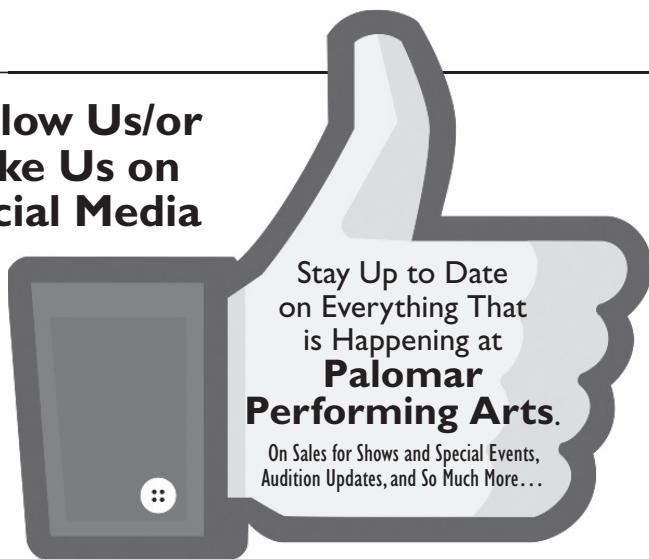 low Us/or
ke Us on
cial Media
Stay Up to Date
on Everything That
is Happening at
Palomar
Performing Arts.
On Sales for Shows and Special Events,
Audition Updates, and So Much More...